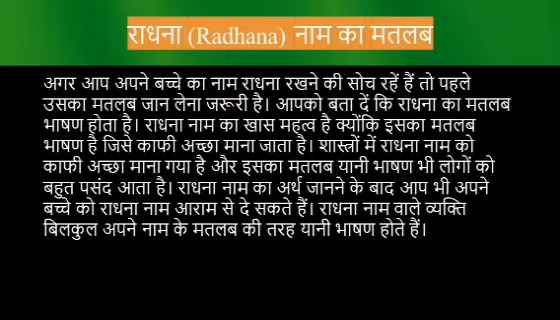 राधना (Radhana) नाम का मतलब
अगर आप अपने बच्चे का नाम राधना रखने की सोच रहें हैं तो पहले
उसका मतलब जान लेना जरूरी है। आपको बता दें कि राधना का मतलब
भाषण होता है। राधना नाम का खास महत्व है क्योंकि इसका मतलब
भाषण है जिसे काफी अच्छा माना जाता है। शास्त्रों में राधना नाम को
काफी अच्छा माना गया है और इसका मतलब यानी भाषण भी लोगों को
बहुत पसंद आता है। राधना नाम का अर्थ जानने के बाद आप भी अपने
बच्चे को राधना नाम आराम से दे सकते हैं। राधना नाम वाले व्यक्ति
बिलकुल अपने नाम के मतलब की तरह यानी भाषण होते हैं।